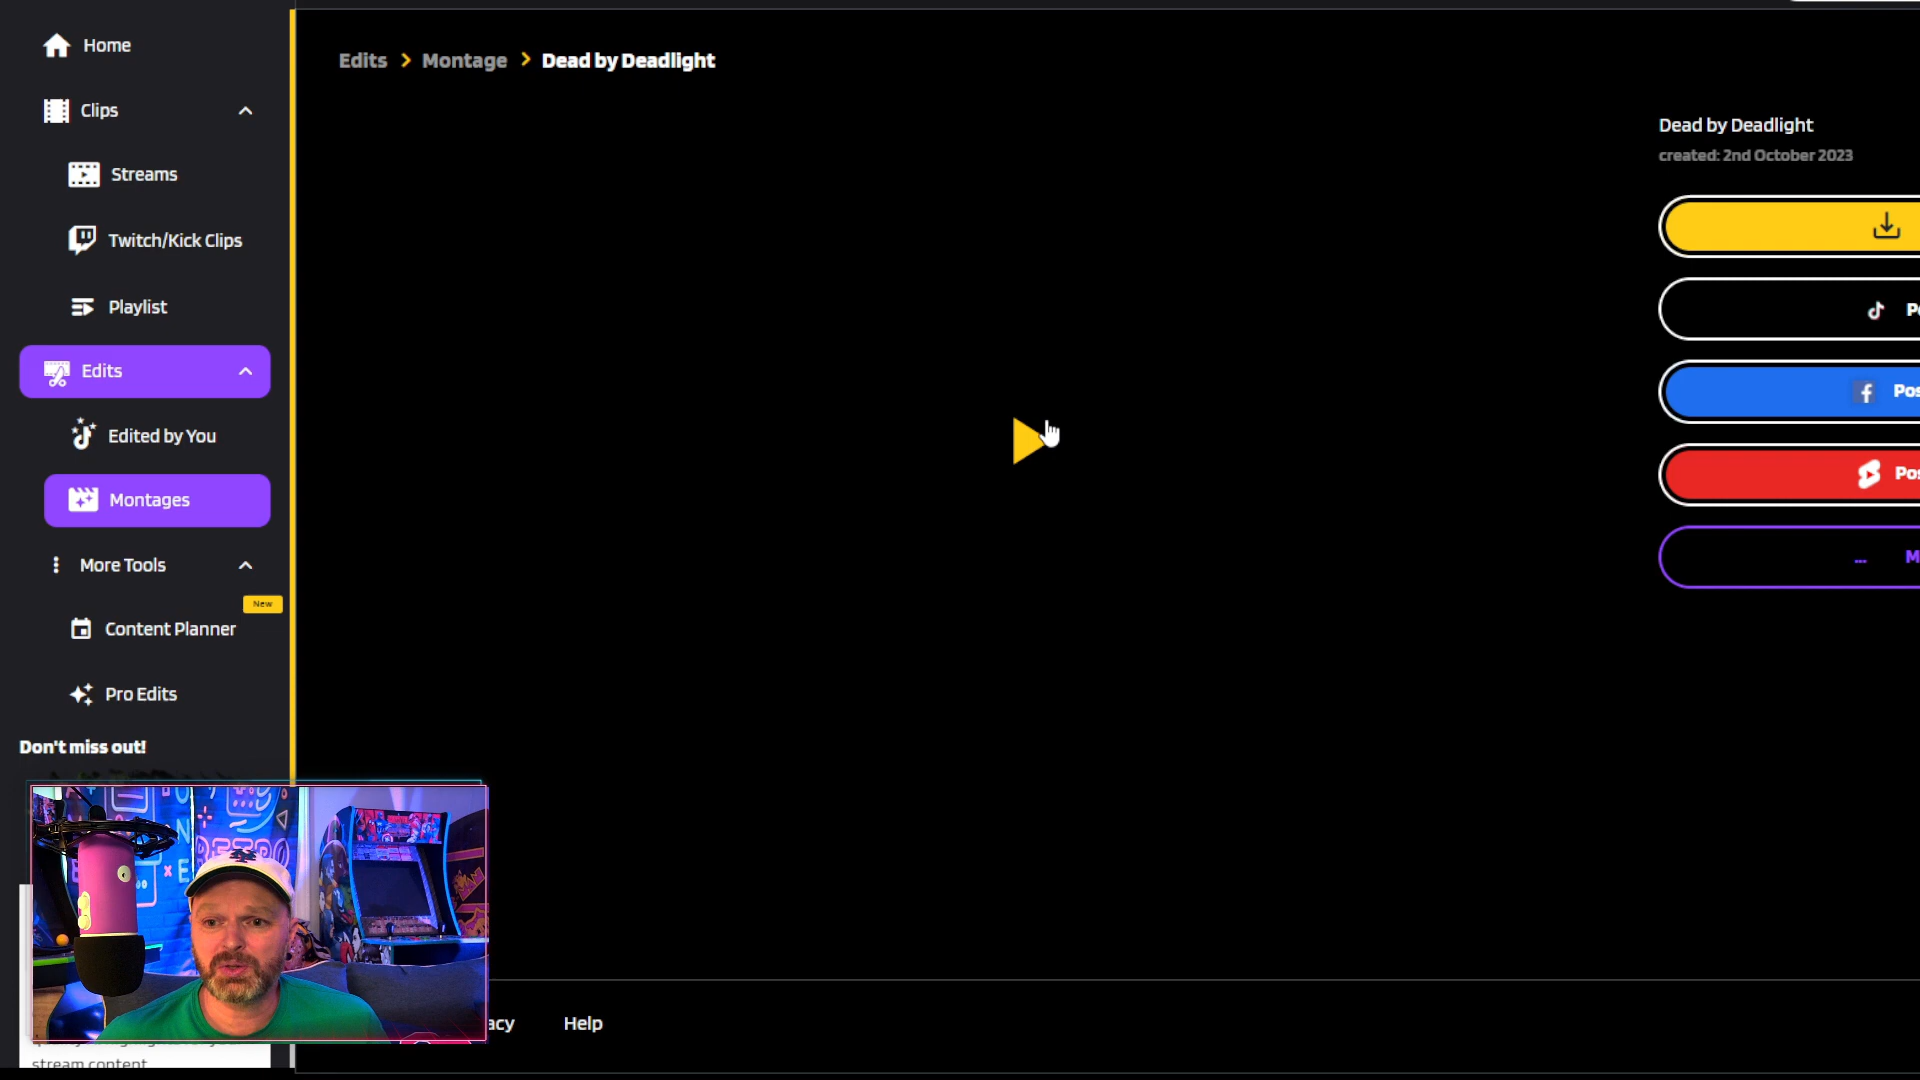 Home
Clips
Streams
Twitch/Kick Clips
Playlist
Edits
Edited by You
Montages
More Tools
New
Content Planner
Pro Edits
Don't miss out!
stream content
Edits > Montage > Dead by Deadlight
Dead by Deadlight
created: 2nd October 2023
Help